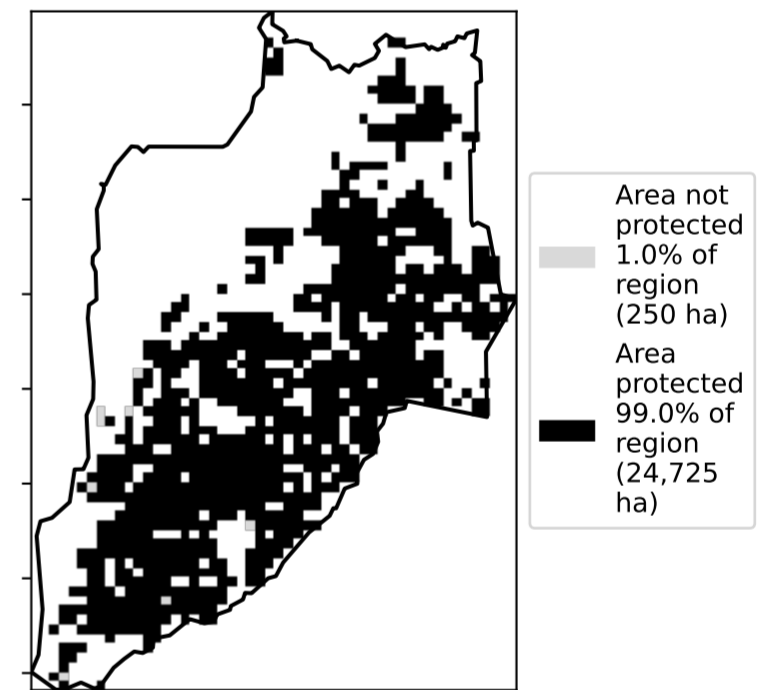 Area not
protected
1.0% of
region
(250 ha)
Area
protected
99.0% of
region
(24,725
ha)